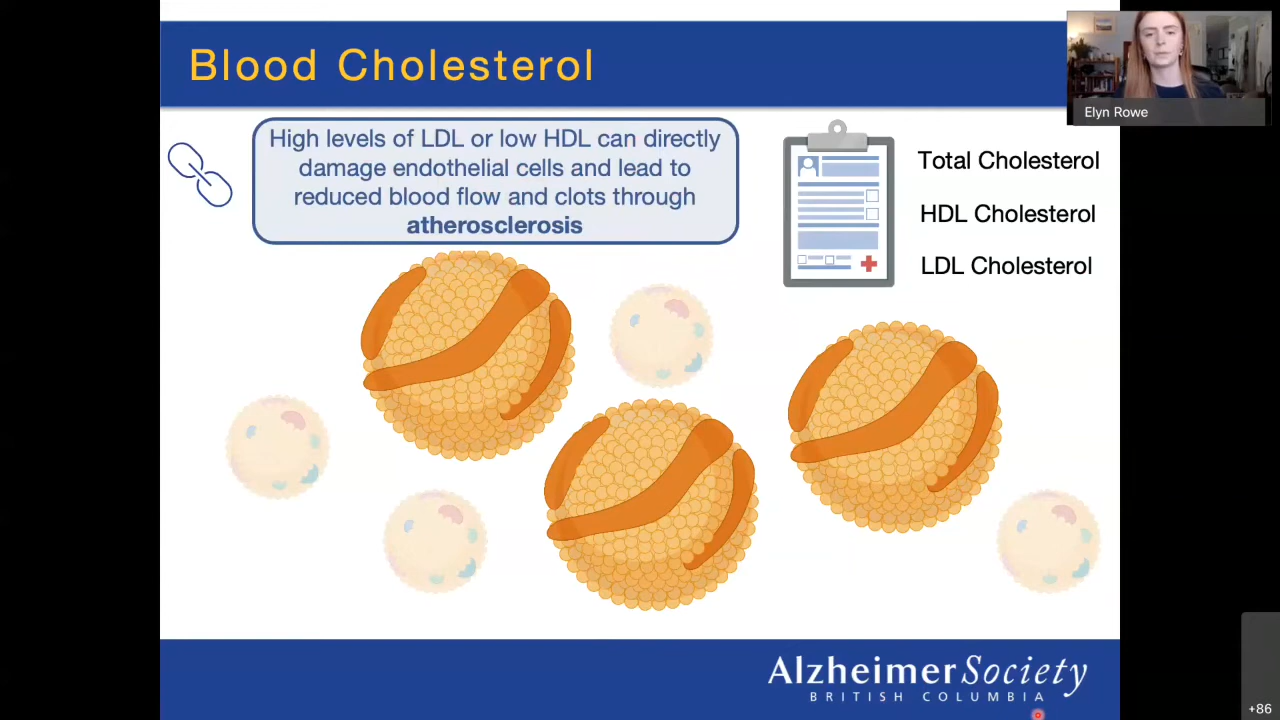 Blood Cholesterol
High levels of LDL or low HDL can directly
damage endothelial cells and lead to
reduced blood flow and clots through
atherosclerosis
Total Cholesterol
HDL Cholesterol
LDL Cholesterol
Elyn Rowe
Alzheimer Society
BRITISH COLUMBIA
+86